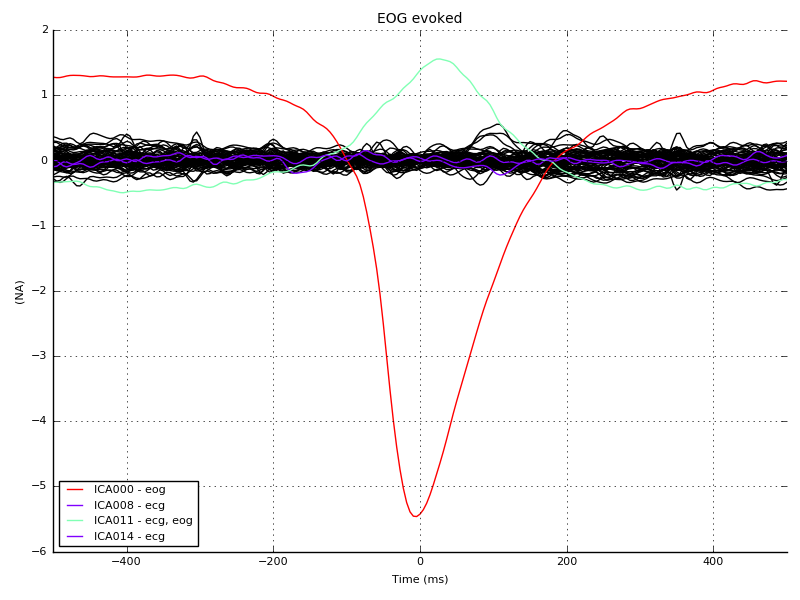 EOG evoked
2
1
0
−1
−2
−3
−4
−5
−6
(NA)
ICA000 - eog
ICA008 - ecg
ICA011 - ecg, eog
ICA014 - ecg
−400 −200 0 200 400
Time (ms)